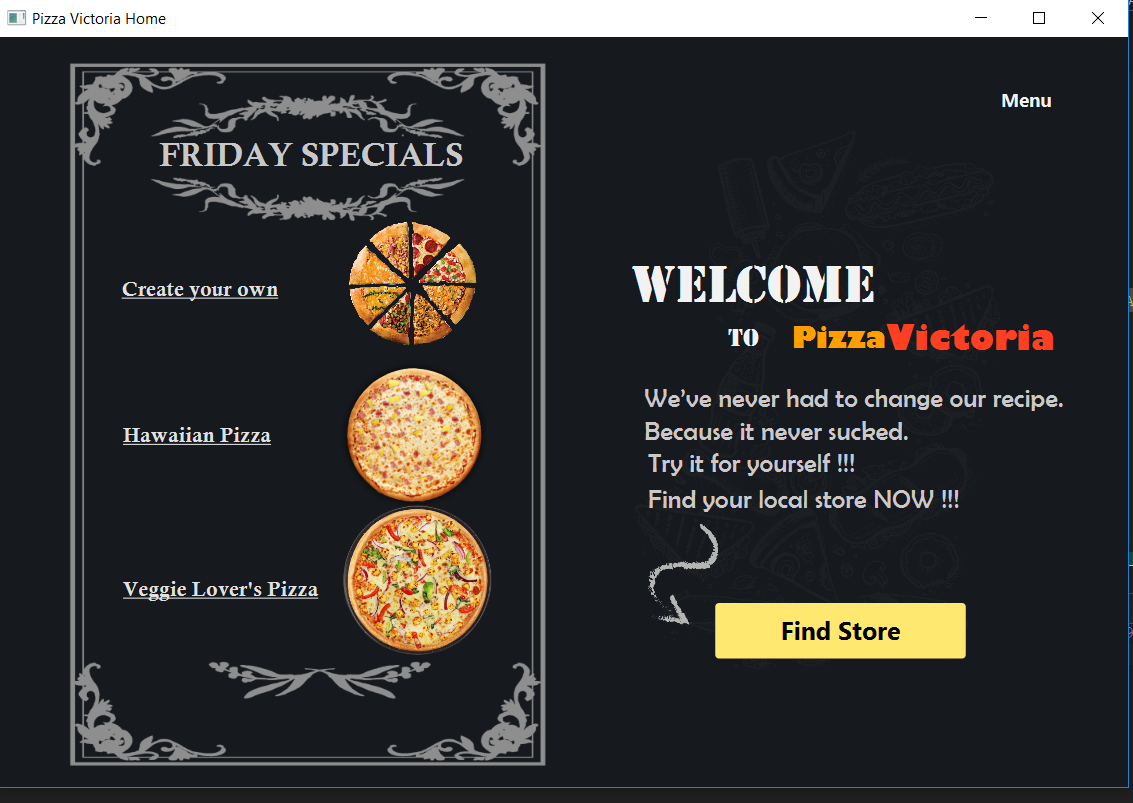 Pizza Victoria Home
Menu
FRIDAY SPECIALS
Create your own
Hawaiian Pizza
Veggie Lover's Pizza
WELCOME
TO PizzaVictoria
We’ve never had to change our recipe.
Because it never sucked.
Try it for yourself !!!
Find your local store NOW !!!
Find Store